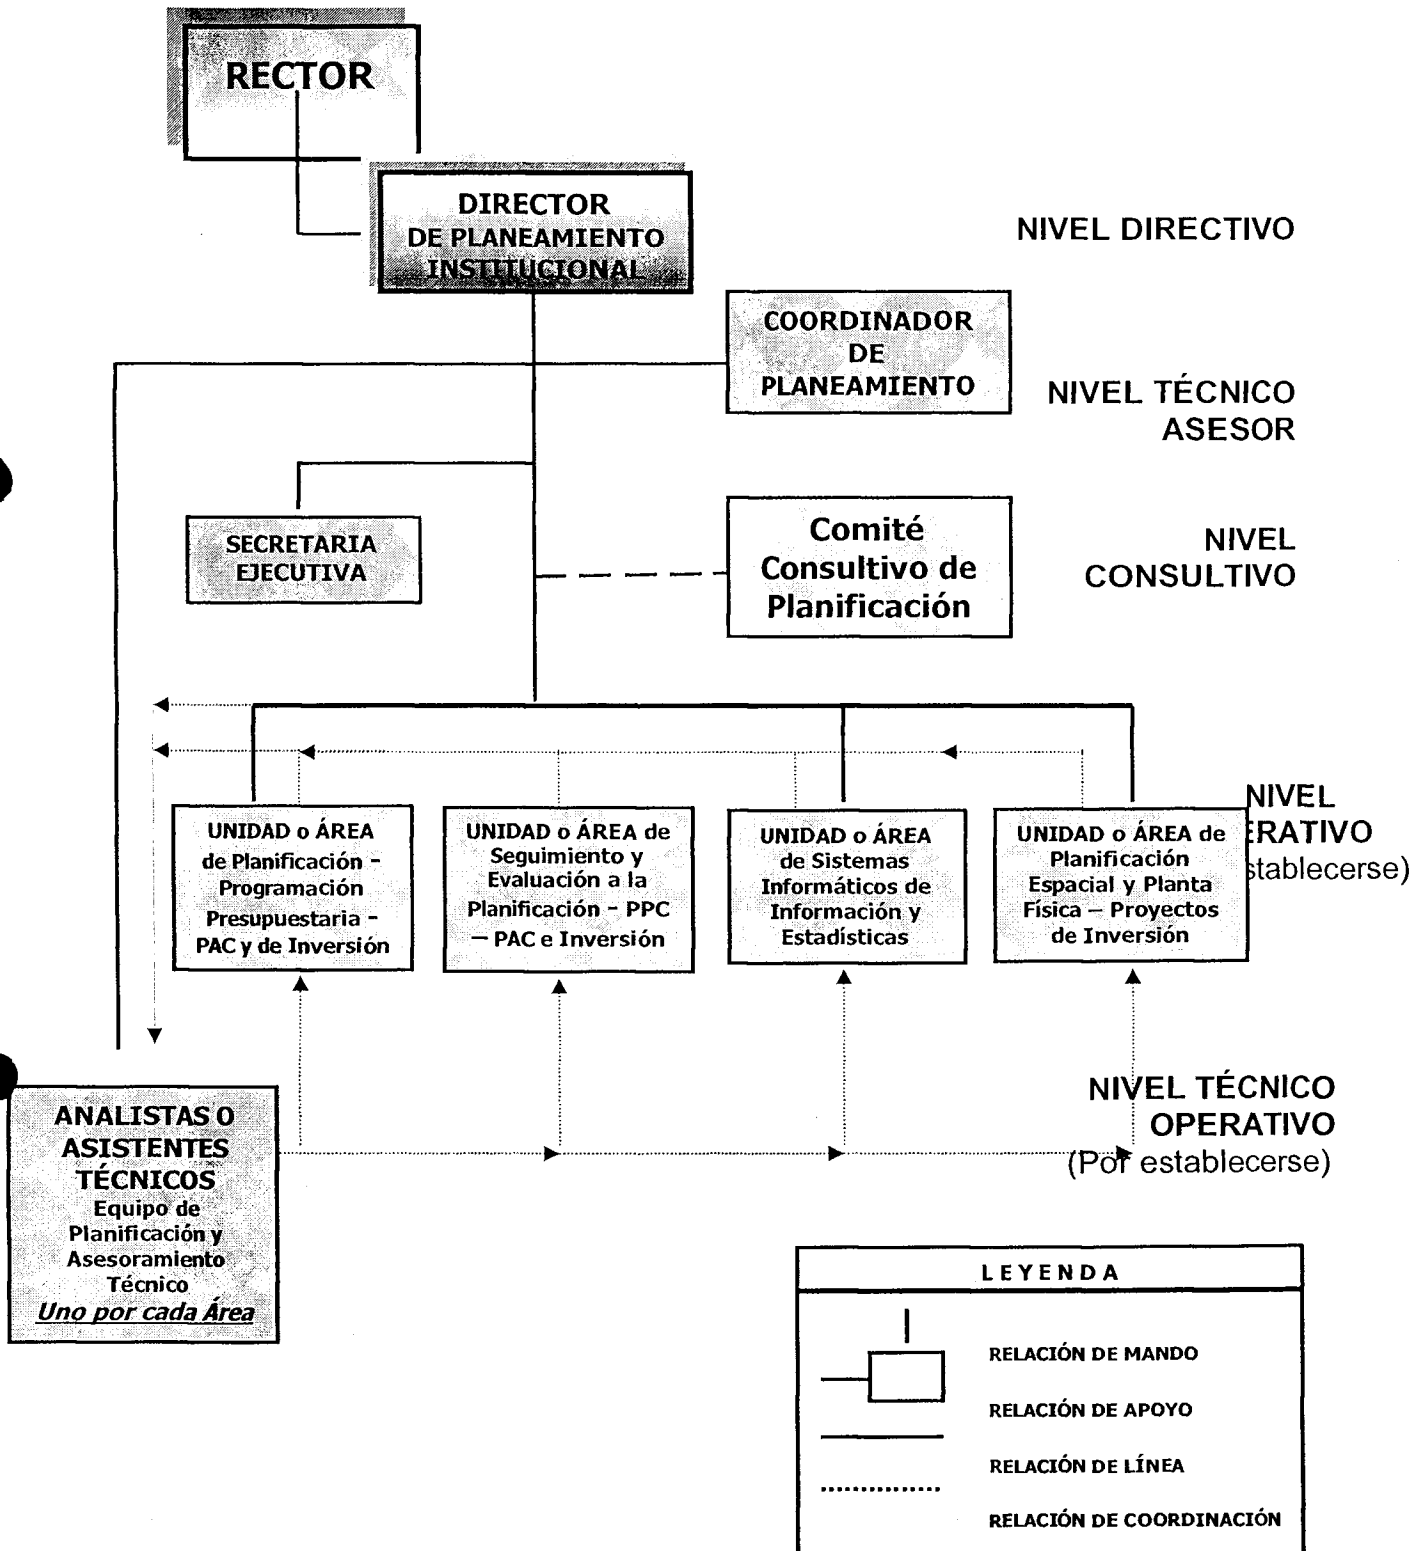 RECTOR
DIRECTOR
DE PLANEAMIENTO
INSTITUCIONAL
NIVEL DIRECTIVO
COORDINADOR
DE
PLANEAMIENTO
NIVEL TÉCNICO
ASESOR
SECRETARIA
EJECUTIVA
Comité
Consultivo de
Planificación
NIVEL
CONSULTIVO
UNIDAD o ÁREA
de Planificación -
Programación
Presupuestaria -
PAC y de Inversión
UNIDAD o ÁREA de
Seguimiento y
Evaluación a la
Planificación - PPC
— PAC e Inversión
UNIDAD o ÁREA
de Sistemas
Informáticos de
Información y
Estadísticas
UNIDAD o ÁREA de
Planificación
Espacial y Planta
Física — Proyectos
de Inversión
NIVEL
ERATIVO
stablecerse)
ANALISTAS O
ASISTENTES
TÉCNICOS
Equipo de
Planificación y
Asesoramiento
Técnico
Uno por cada Área
NIVEL TÉCNICO
OPERATIVO
(Por establecerse)
LEYENDA
RELACIÓN DE MANDO
RELACIÓN DE APOYO
RELACIÓN DE LÍNEA
RELACIÓN DE COORDINACIÓN